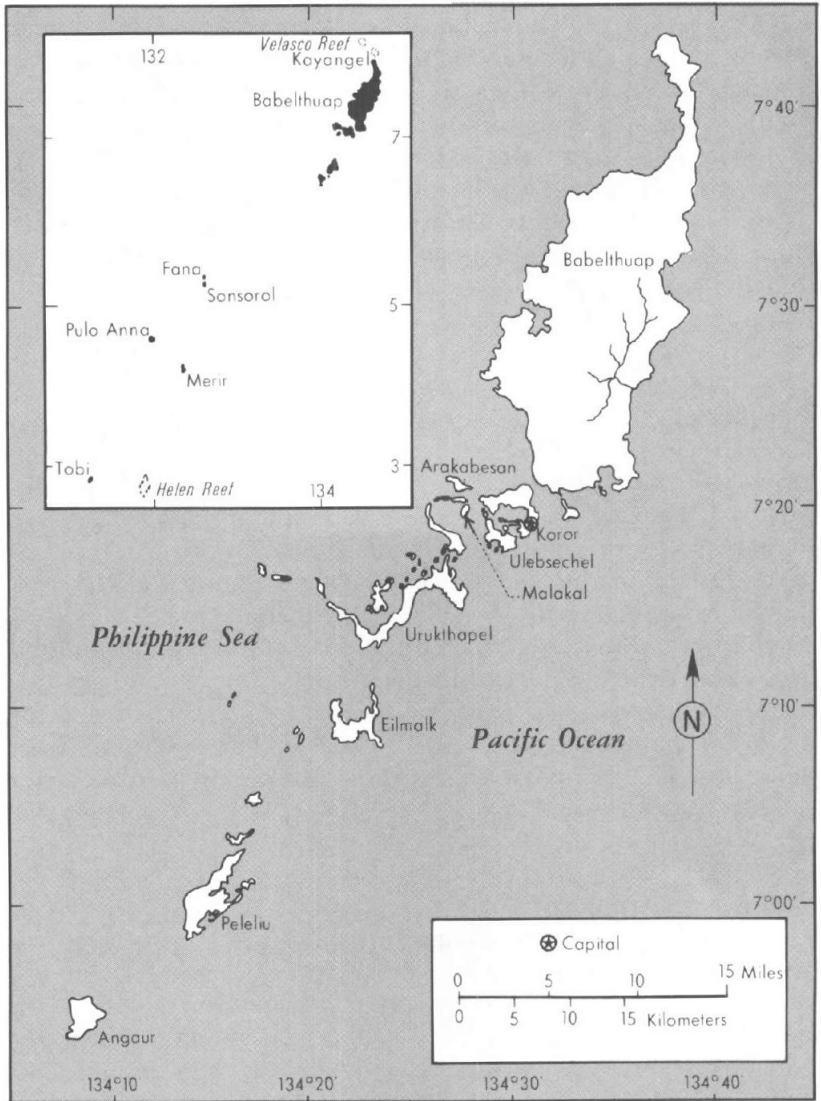 Velasco Reef
132
Kayangel
Babelthuap
7
Fana
Sonsorol
5
Pulo Anna
Merir
Tobi
Helen Reef
134
3
7°40'
Babelthuap
7°30'
Arakabesan
7°20'
Koror
Ulebsechel
Malakal
Philippine Sea
Urukthapel
N
7°10'
Eilmalk
Pacific Ocean
7°00'
Peleliu
Capital
0 5 10 15 Miles
0 5 10 15 Kilometers
Angaur
134°10' 134°20' 134°30' 134°40'